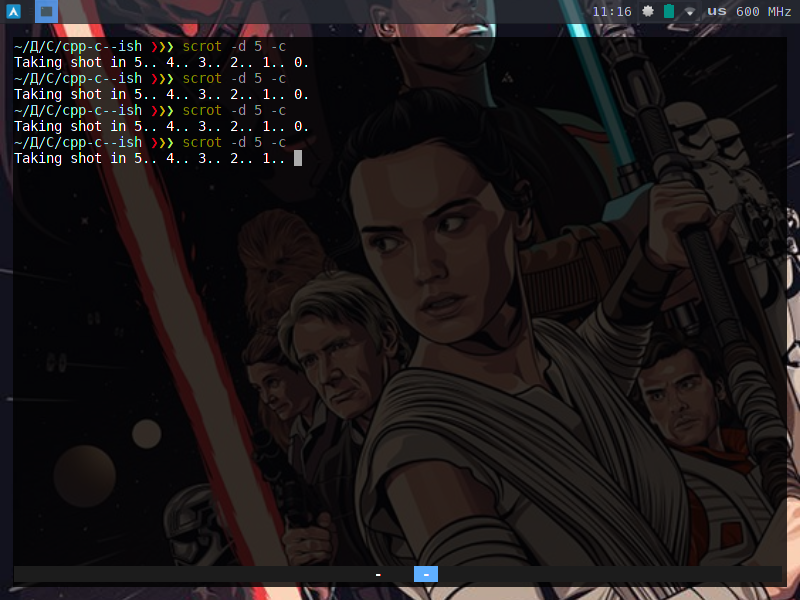 11:16 us 600 MHz
~/Д/С/cpp-c--ish ❯❯❯ scrot -d 5 -c
Taking shot in 5.. 4.. 3.. 2.. 1.. 0.
~/Д/С/cpp-c--ish ❯❯❯ scrot -d 5 -c
Taking shot in 5.. 4.. 3.. 2.. 1.. 0.
~/Д/С/cpp-c--ish ❯❯❯ scrot -d 5 -c
Taking shot in 5.. 4.. 3.. 2.. 1.. 0.
~/Д/С/cpp-c--ish ❯❯❯ scrot -d 5 -c
Taking shot in 5.. 4.. 3.. 2.. 1..
- -